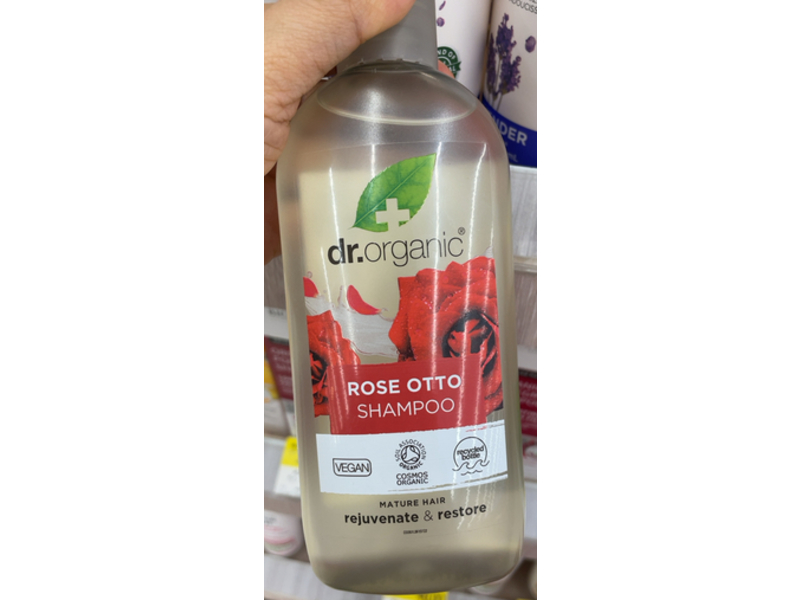 dr.organic®
ROSE OTTO
SHAMPOO
VEGAN
SOIL ASSOCIATION
ORGANIC
COSMOS
ORGANIC
recycled
bottle
MATURE HAIR
rejuvenate & restore